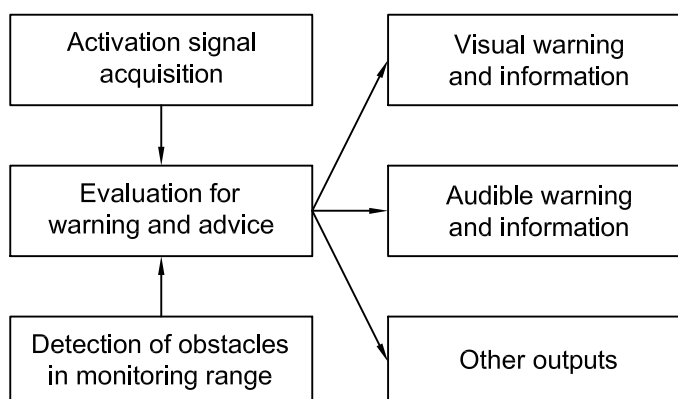 Activation signal
acquisition
Visual warning
and information
Evaluation for
warning and advice
Audible warning
and information
Detection of obstacles
in monitoring range
Other outputs